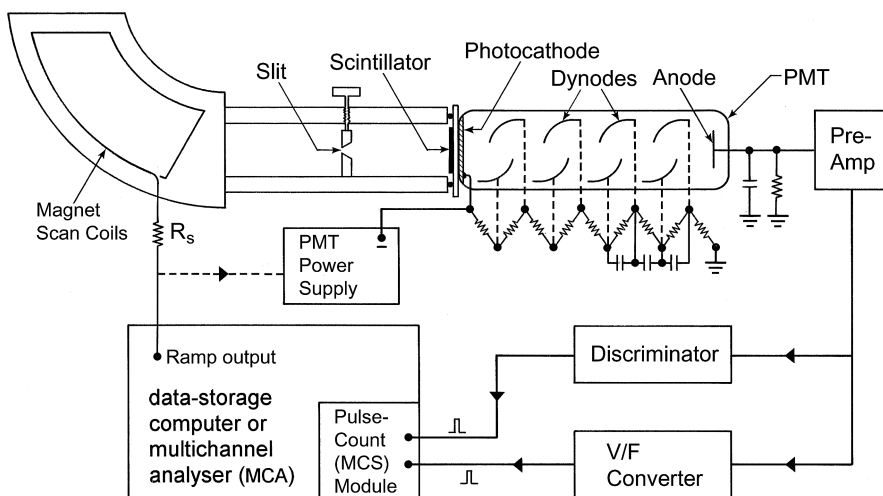 Photocathode
Slit
Scintillator
Dynodes
Anode
PMT
Pre-
Amp
Magnet
Scan Coils
Rs
PMT
Power
Supply
–
Ramp output
Discriminator
data-storage
computer or
multichannel
analyser (MCA)
Pulse-
Count
(MCS)
Module
V/F
Converter